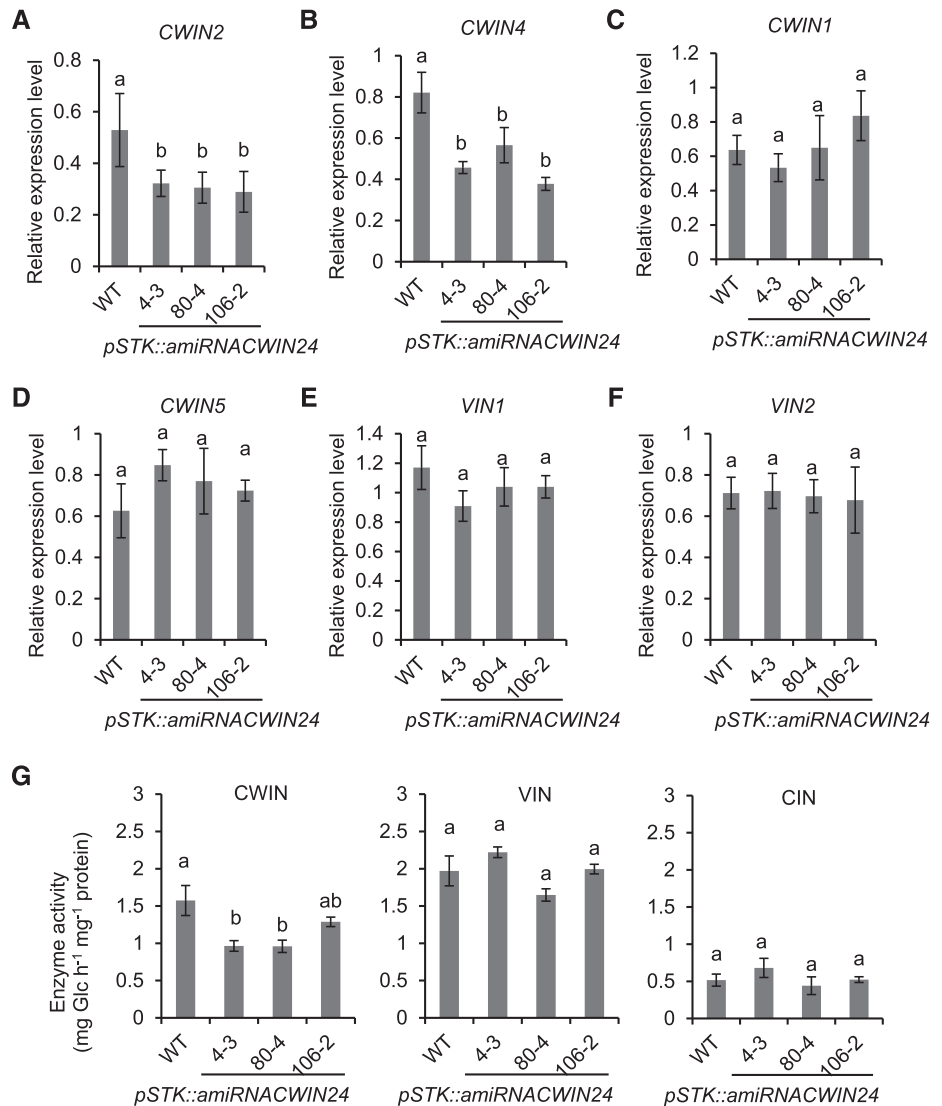 A
CWIN2
Relative expression level
0.8
0.6
0.4
0.2
0
a
b
b
b
WT
4-3
80-4
106-2
pSTK::amiRNACWIN24
B
CWIN4
Relative expression level
1
0.8
0.6
0.4
0.2
0
a
b
b
b
WT
4-3
80-4
106-2
pSTK::amiRNACWIN24
C
CWIN1
Relative expression level
1.2
1
0.8
0.6
0.4
0.2
0
a
a
a
a
WT
4-3
80-4
106-2
pSTK::amiRNACWIN24
D
CWIN5
Relative expression level
1
0.8
0.6
0.4
0.2
0
a
a
a
a
WT
4-3
80-4
106-2
pSTK::amiRNACWIN24
E
VIN1
Relative expression level
1.4
1.2
1
0.8
0.6
0.4
0.2
0
a
a
a
a
WT
4-3
80-4
106-2
pSTK::amiRNACWIN24
F
VIN2
Relative expression level
1
0.8
0.6
0.4
0.2
0
a
a
a
a
WT
4-3
80-4
106-2
pSTK::amiRNACWIN24
G
Enzyme activity
(mg Glc h⁻¹ mg⁻¹ protein)
CWIN
3
2.5
2
1.5
1
0.5
0
a
b
b
ab
WT
4-3
80-4
106-2
pSTK::amiRNACWIN24
VIN
3
2.5
2
1.5
1
0.5
0
a
a
a
a
WT
4-3
80-4
106-2
pSTK::amiRNACWIN24
CIN
3
2.5
2
1.5
1
0.5
0
a
a
a
a
WT
4-3
80-4
106-2
pSTK::amiRNACWIN24